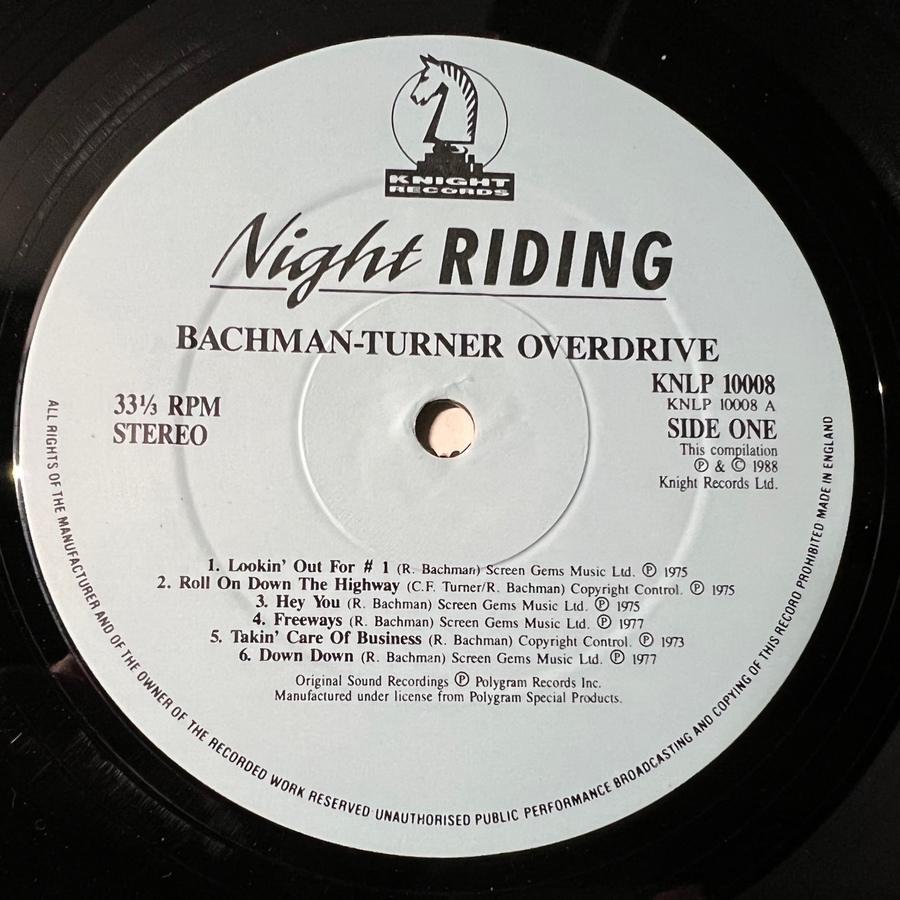 KNIGHT
RECORDS
Night RIDING
BACHMAN-TURNER OVERDRIVE
KNLP 10008
KNLP 10008 A
33⅓ RPM
SIDE ONE
STEREO
This compilation
℗ & © 1988
Knight Records Ltd.
1. Lookin' Out For # 1 (R. Bachman) Screen Gems Music Ltd. ℗ 1975
2. Roll On Down The Highway (C.F. Turner/R. Bachman) Copyright Control. ℗ 1975
3. Hey You (R. Bachman) Screen Gems Music Ltd. ℗ 1975
4. Freeways (R. Bachman) Screen Gems Music Ltd. ℗ 1977
5. Takin' Care Of Business (R. Bachman) Copyright Control. ℗ 1973
6. Down Down (R. Bachman) Screen Gems Music Ltd. ℗ 1977
Original Sound Recordings ℗ Polygram Records Inc.
Manufactured under license from Polygram Special Products.
ALL RIGHTS OF THE MANUFACTURER AND OF THE OWNER OF THE RECORDED WORK RESERVED UNAUTHORISED PUBLIC PERFORMANCE BROADCASTING AND COPYING OF THIS RECORD PROHIBITED MADE IN ENGLAND